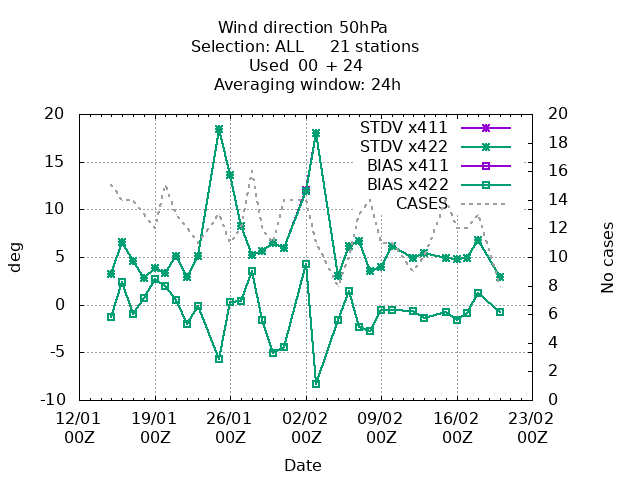 Wind direction 50hPa
Selection: ALL 21 stations
Used 00 + 24
Averaging window: 24h
20 20
STDV x411
18
STDV x422
15 16
BIAS x411
BIAS x422
14
CASES
10 12
deg
No cases
5 10
8
0 6
4
-5 2
-10 0
12/01 19/01 26/01 02/02 09/02 16/02 23/02
00Z 00Z 00Z 00Z 00Z 00Z 00Z
Date